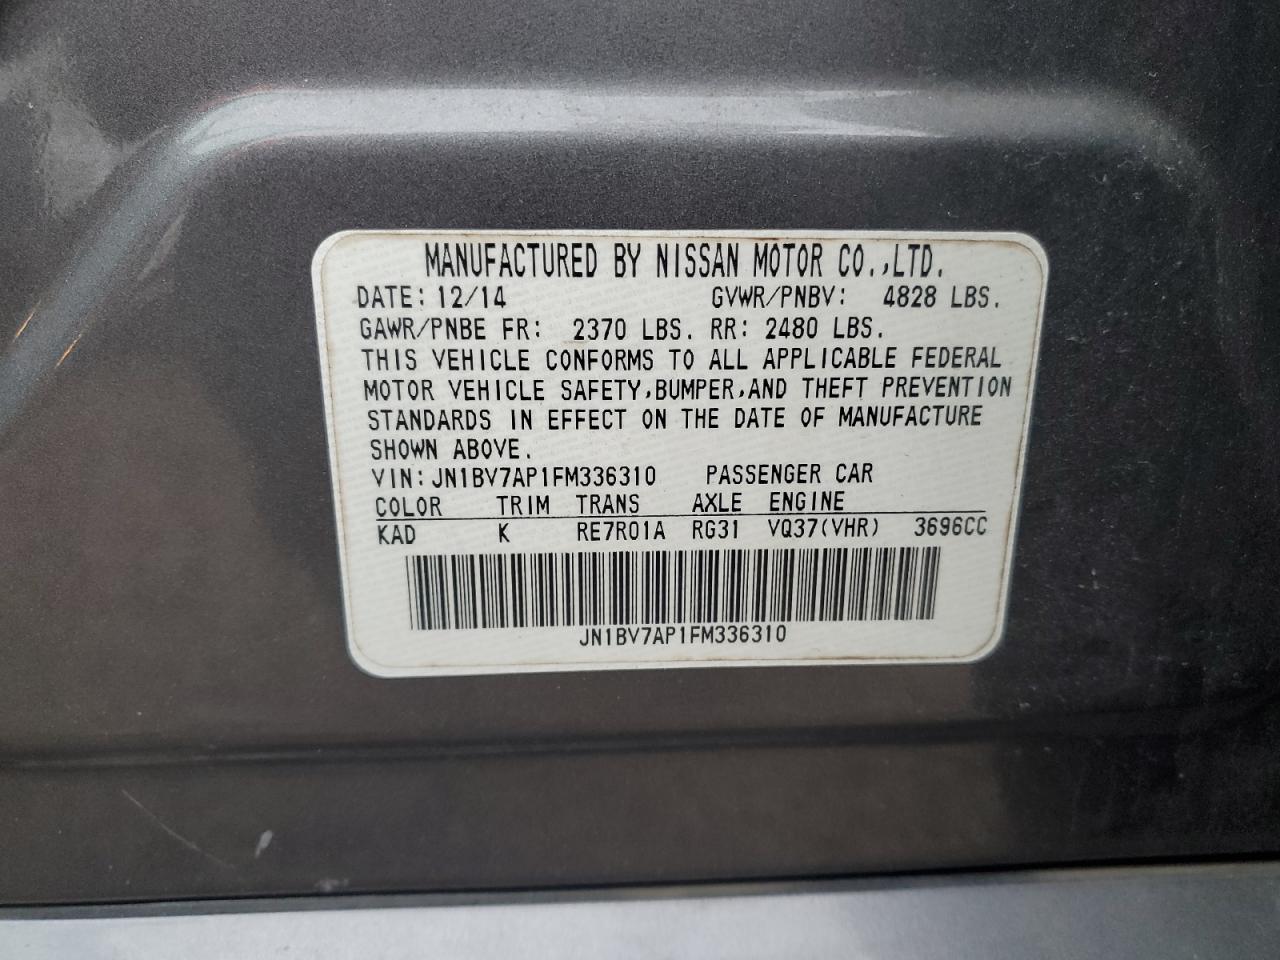 MANUFACTURED BY NISSAN MOTOR CO.,LTD.
DATE: 12/14 GVWR/PNBV: 4828 LBS.
GAWR/PNBE FR: 2370 LBS. RR: 2480 LBS.
THIS VEHICLE CONFORMS TO ALL APPLICABLE FEDERAL
MOTOR VEHICLE SAFETY,BUMPER,AND THEFT PREVENTION
STANDARDS IN EFFECT ON THE DATE OF MANUFACTURE
SHOWN ABOVE.
VIN:JN1BV7AP1FM336310 PASSENGER CAR
COLOR TRIM TRANS AXLE ENGINE
KAD K RE7R01A RG31 VQ37(VHR) 3696CC
JN1BV7AP1FM336310